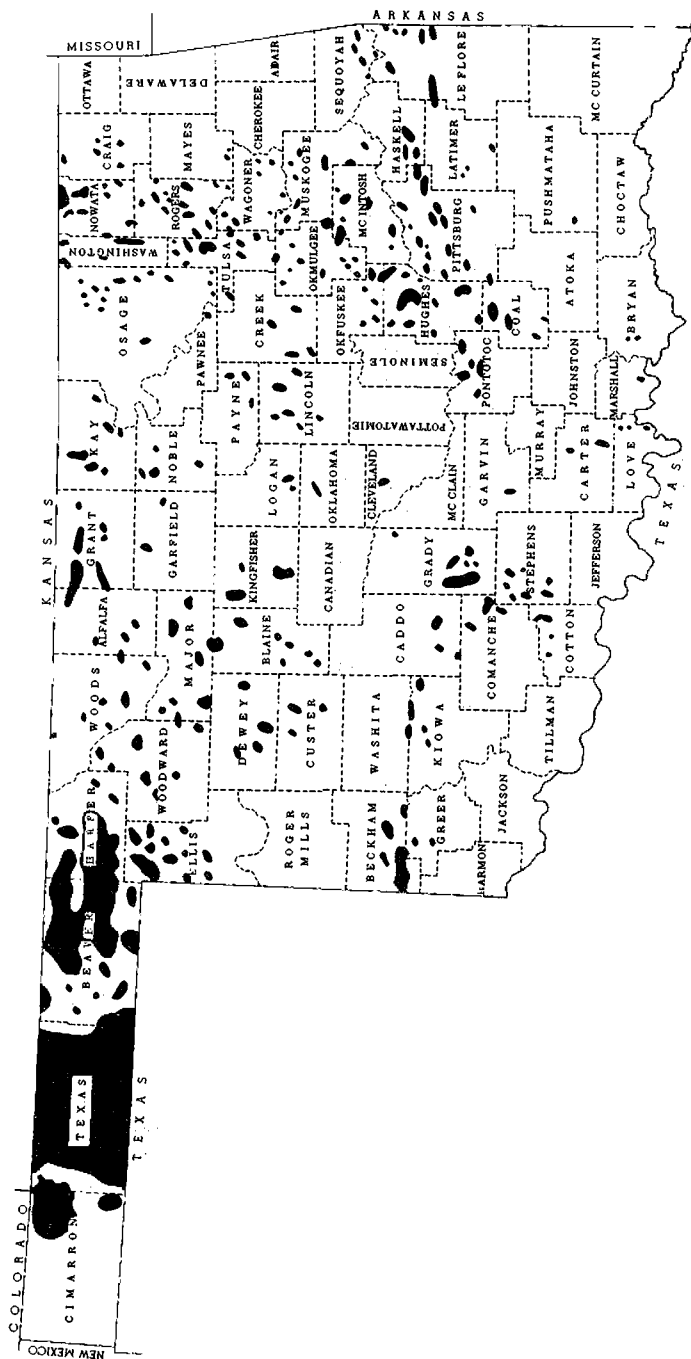 COLORADO
NEW MEXICO
CIMARRON
TEXAS
TEXAS
KANSAS
BEAVER
HARPER
WOODS
ALFALFA
GRANT
KAY
OSAGE
WASHINGTON
NOWATA
CRAIG
OTTAWA
MISSOURI
ELLIS
WOODWARD
MAJOR
GARFIELD
NOBLE
PAWNEE
ROGERS
MAYES
DELAWARE
ROGER
MILLS
DEWEY
BLAINE
KINGFISHER
LOGAN
PAYNE
CREEK
TULSA
WAGONER
CHEROKEE
ADAIR
CUSTER
CANADIAN
OKLAHOMA
LINCOLN
OKFUSKEE
OKMULGEE
MUSKOGEE
SEQUOYAH
ARKANSAS
BECKHAM
WASHITA
CADDO
GRADY
CLEVELAND
MC CLAIN
POTTAWATOMIE
SEMINOLE
HUGHES
MC INTOSH
HASKELL
LE FLORE
GREER
KIOWA
HARMON
JACKSON
TILLMAN
COMANCHE
COTTON
STEPHENS
JEFFERSON
GARVIN
MURRAY
CARTER
LOVE
PONTOTOC
JOHNSTON
MARSHALL
COAL
ATOKA
BRYAN
PITTSBURG
LATIMER
PUSHMATAHA
CHOCTAW
MC CURTAIN
TEXAS